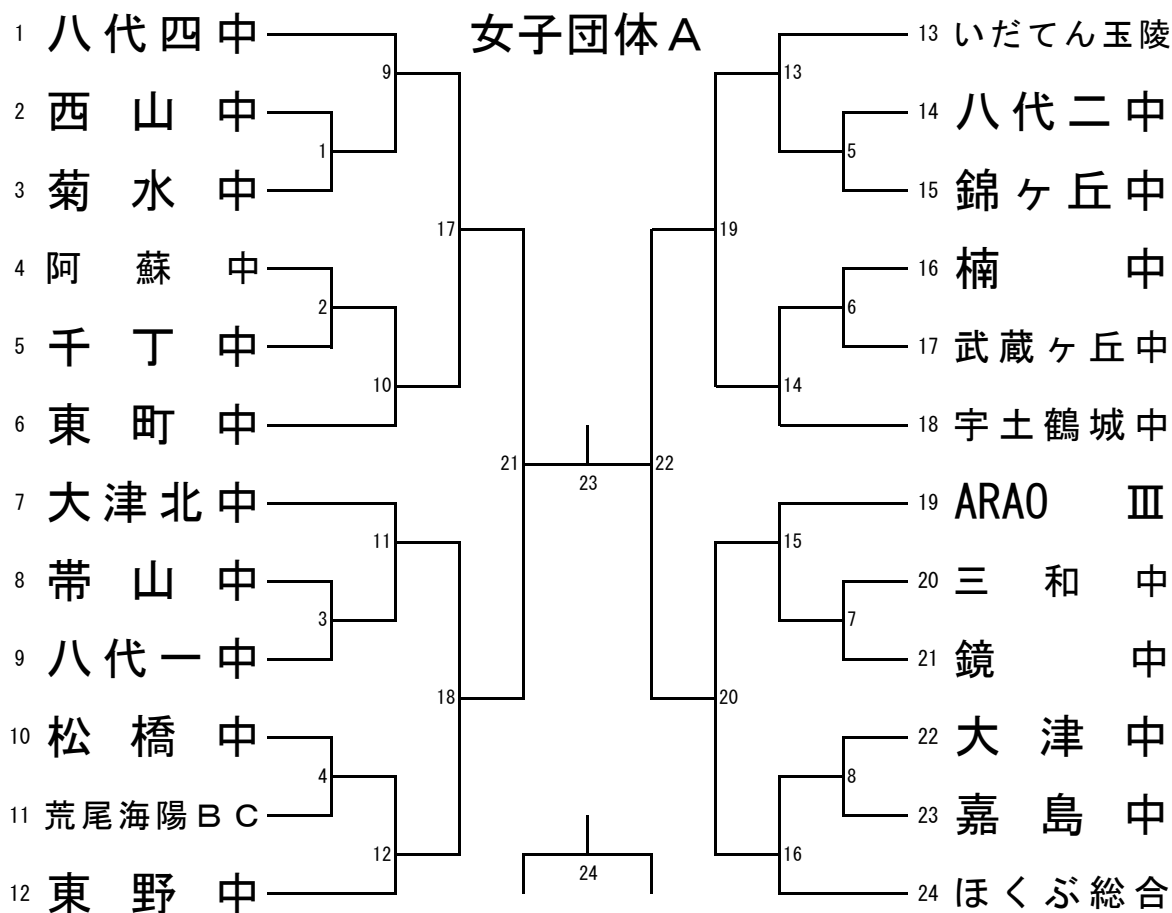 女子団体A
1 八代四中
2 西山中
3 菊水中
4 阿蘇中
5 千丁中
6 東町中
7 大津北中
8 帯山中
9 八代一中
10 松橋中
11 荒尾海陽BC
12 東野中
9
1
17
2
10
21
11
3
18
4
12
23
24
13
5
19
6
14
22
15
7
20
8
16
13 いだてん玉陵
14 八代二中
15 錦ヶ丘中
16 楠中
17 武蔵ヶ丘中
18 宇土鶴城中
19 ARAO Ⅲ
20 三和中
21 鏡中
22 大津中
23 嘉島中
24 ほくぶ総合